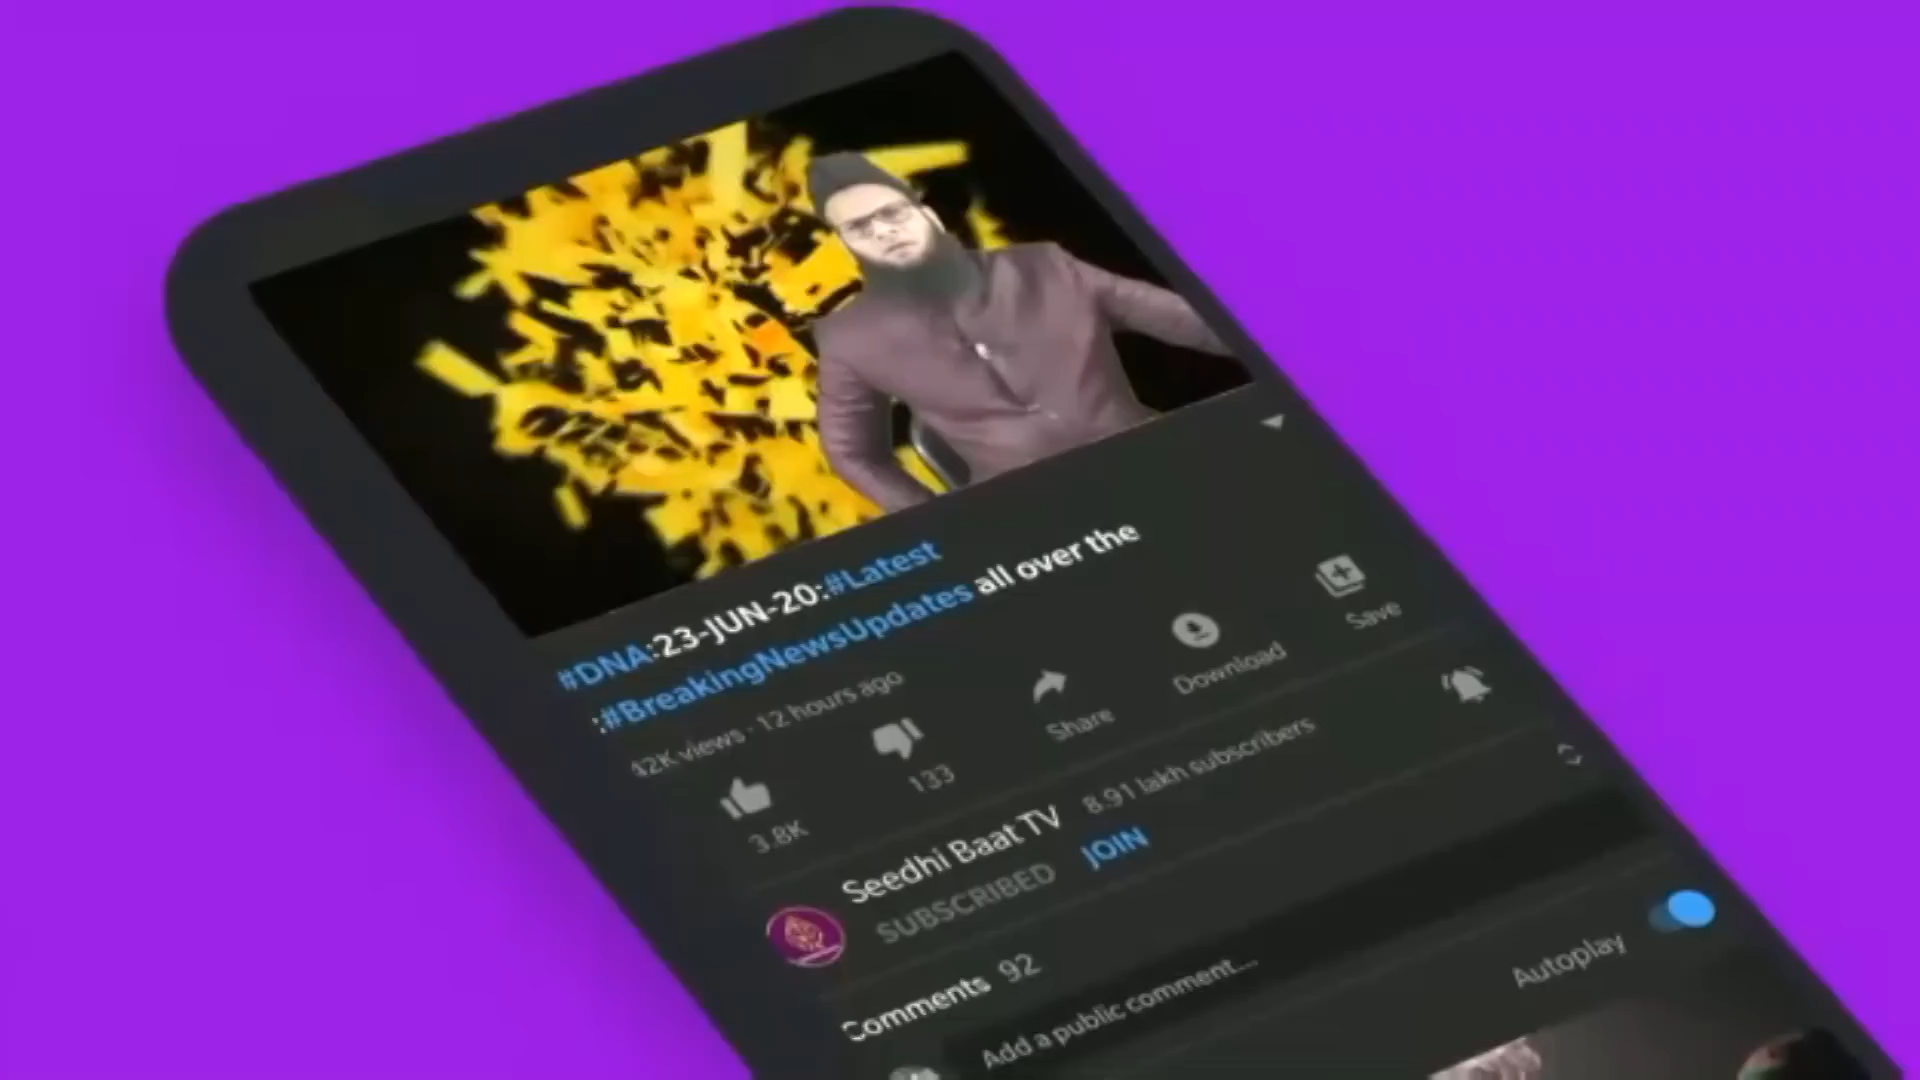 #DNA:23-JUN-20:#Latest
:#BreakingNewsUpdates all over the
42K views · 12 hours ago
3.8K
133
Share
Download
Save
Seedhi Baat TV 8.91 lakh subscribers
SUBSCRIBED JOIN
Comments 92
Autoplay
Add a public comment...